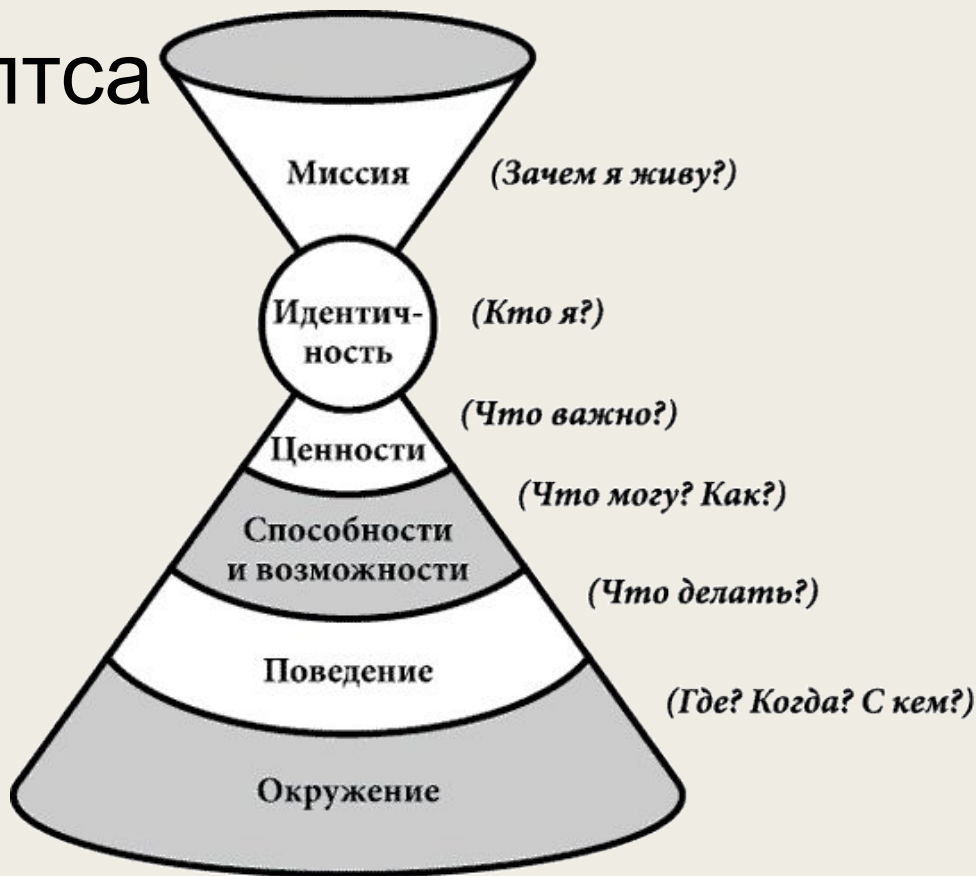 лтса
Миссия
(Зачем я живу?)
Идентич-
ность
(Кто я?)
(Что важно?)
Ценности
(Что могу? Как?)
Способности
и возможности
(Что делать?)
Поведение
(Где? Когда? С кем?)
Окружение